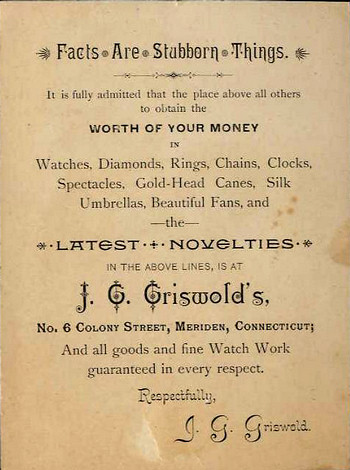 Facts Are Stubborn Things.
It is fully admitted that the place above all others
to obtain the
WORTH OF YOUR MONEY
IN
Watches, Diamonds, Rings, Chains, Clocks,
Spectacles, Gold-Head Canes, Silk
Umbrellas, Beautiful Fans, and
—the—
LATEST NOVELTIES
IN THE ABOVE LINES, IS AT
J. G. Griswold's,
No. 6 Colony Street, Meriden, Connecticut;
And all goods and fine Watch Work
guaranteed in every respect.
Respectfully,
J. G. Griswold.